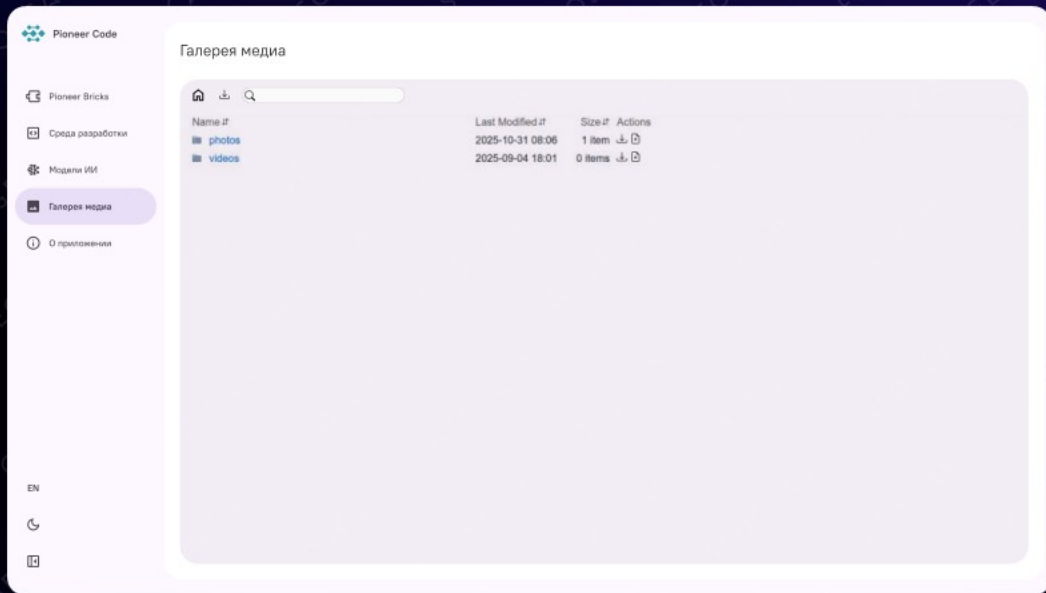 Pioneer Code
Галерея медиа
Pioneer Bricks
Среда разработки
Модели ИИ
Галерея медиа
О приложении
EN
Name Last Modified Size Actions
photos 2025-10-31 08:06 1 item
videos 2025-09-04 18:01 0 items